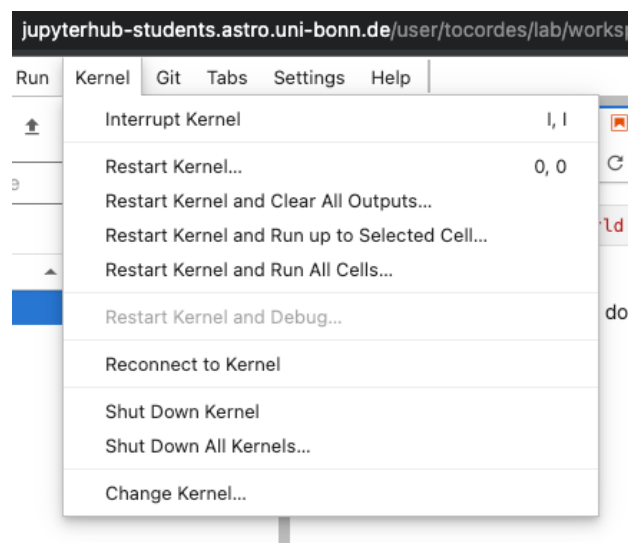 jupyterhub-students.astro.uni-bonn.de/user/tocordes/lab/works
Run Kernel Git Tabs Settings Help
Interrupt Kernel I, I
Restart Kernel... 0, 0
Restart Kernel and Clear All Outputs...
Restart Kernel and Run up to Selected Cell...
ld
Restart Kernel and Run All Cells...
Restart Kernel and Debug...
do
Reconnect to Kernel
Shut Down Kernel
Shut Down All Kernels...
Change Kernel...